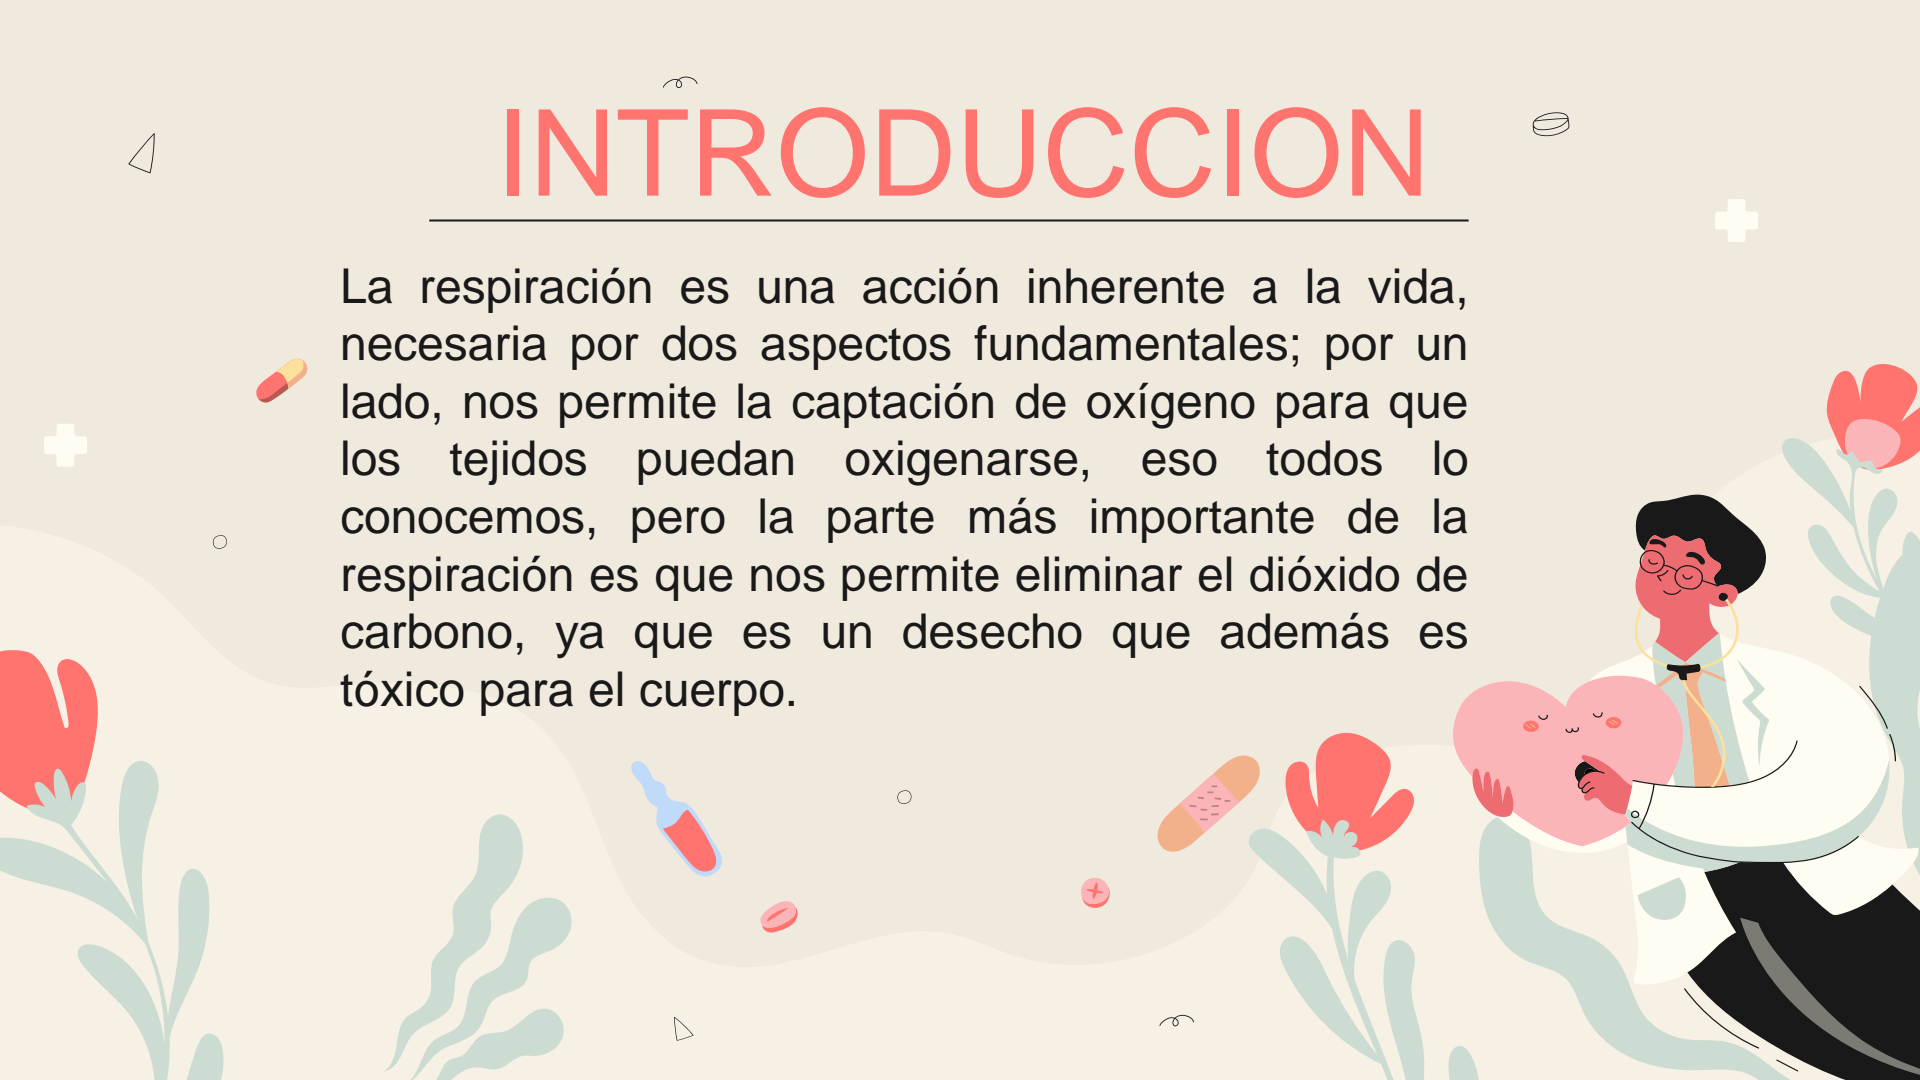 INTRODUCCION
La respiración es una acción inherente a la vida,
necesaria por dos aspectos fundamentales; por un
lado, nos permite la captación de oxígeno para que
los tejidos puedan oxigenarse, eso todos lo
conocemos, pero la parte más importante de la
respiración es que nos permite eliminar el dióxido de
carbono, ya que es un desecho que además es
tóxico para el cuerpo.